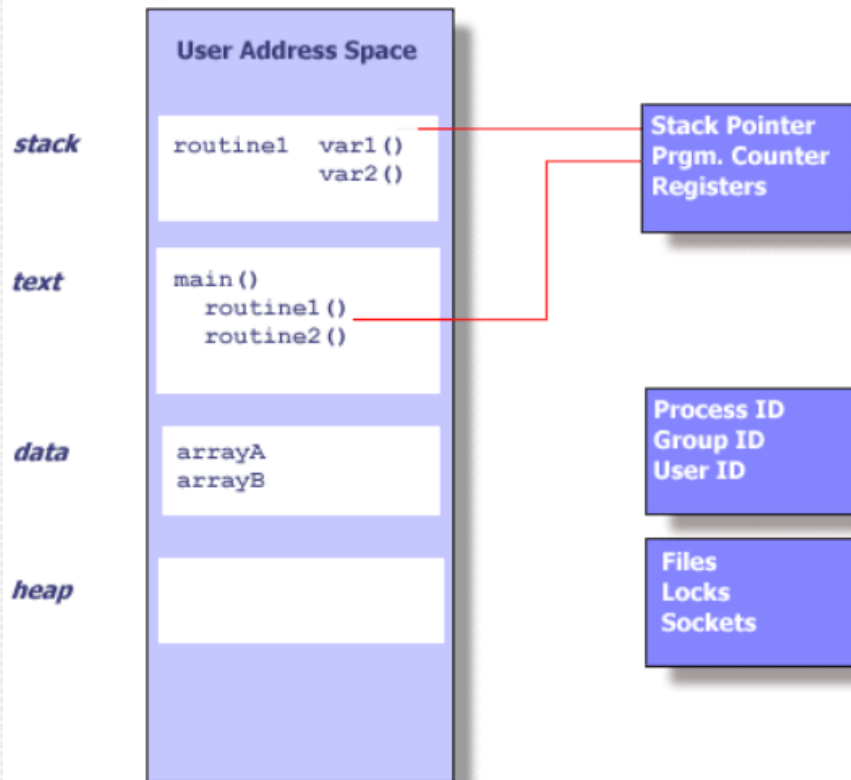 User Address Space
stack
routine1 var1()
var2()
text
main()
routine1()
routine2()
data
arrayA
arrayB
heap
Stack Pointer
Prgm. Counter
Registers
Process ID
Group ID
User ID
Files
Locks
Sockets